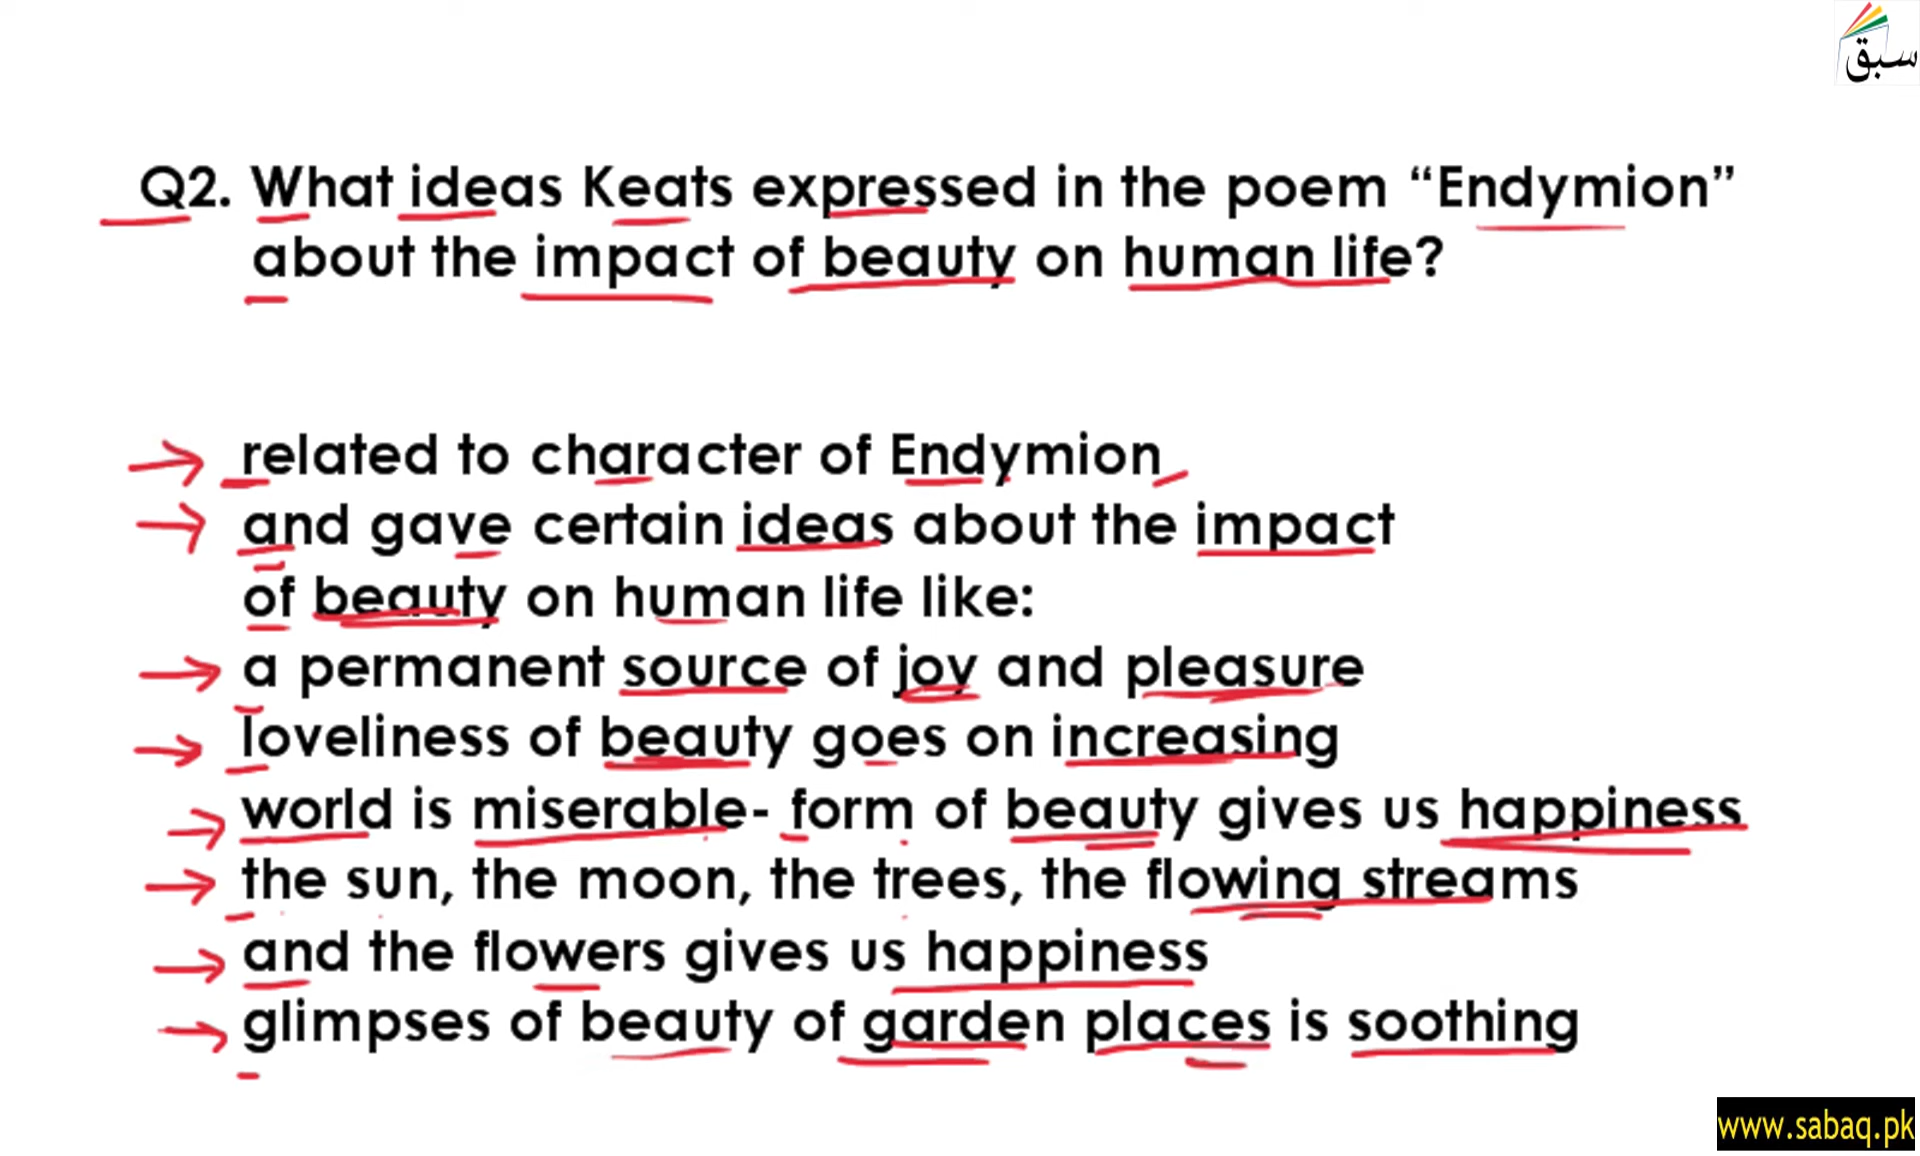 سبق
Q2. What ideas Keats expressed in the poem “Endymion”
about the impact of beauty on human life?
related to character of Endymion
and gave certain ideas about the impact
of beauty on human life like:
a permanent source of joy and pleasure
loveliness of beauty goes on increasing
world is miserable- form of beauty gives us happiness
the sun, the moon, the trees, the flowing streams
and the flowers gives us happiness
glimpses of beauty of garden places is soothing
www.sabaq.pk